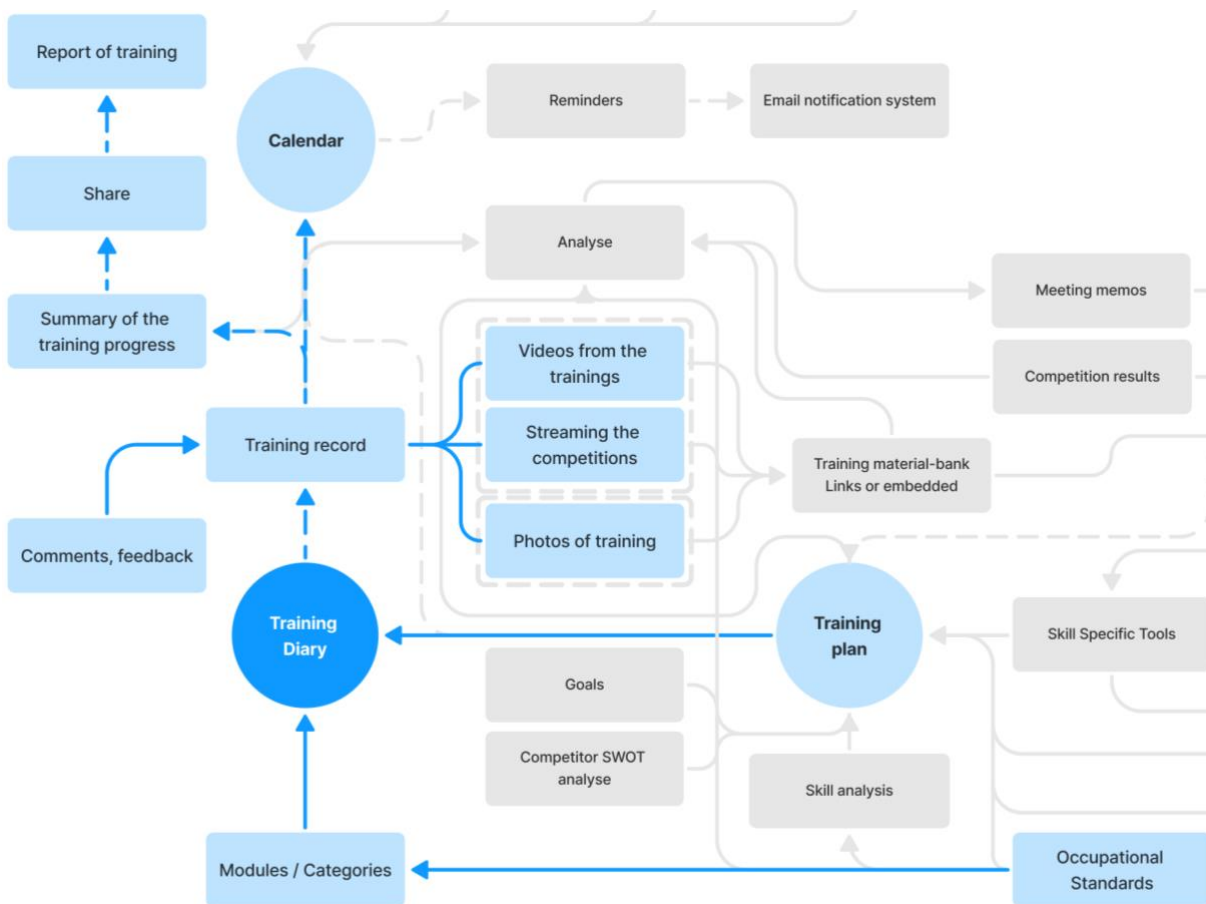 Report of training
Calendar
Reminders
Email notification system
Share
Analyse
Summary of the
training progress
Meeting memos
Videos from the
trainings
Competition results
Training record
Streaming the
competitions
Training material-bank
Links or embedded
Comments, feedback
Photos of training
Training
Diary
Training
plan
Skill Specific Tools
Goals
Competitor SWOT
analyse
Skill analysis
Modules / Categories
Occupational
Standards